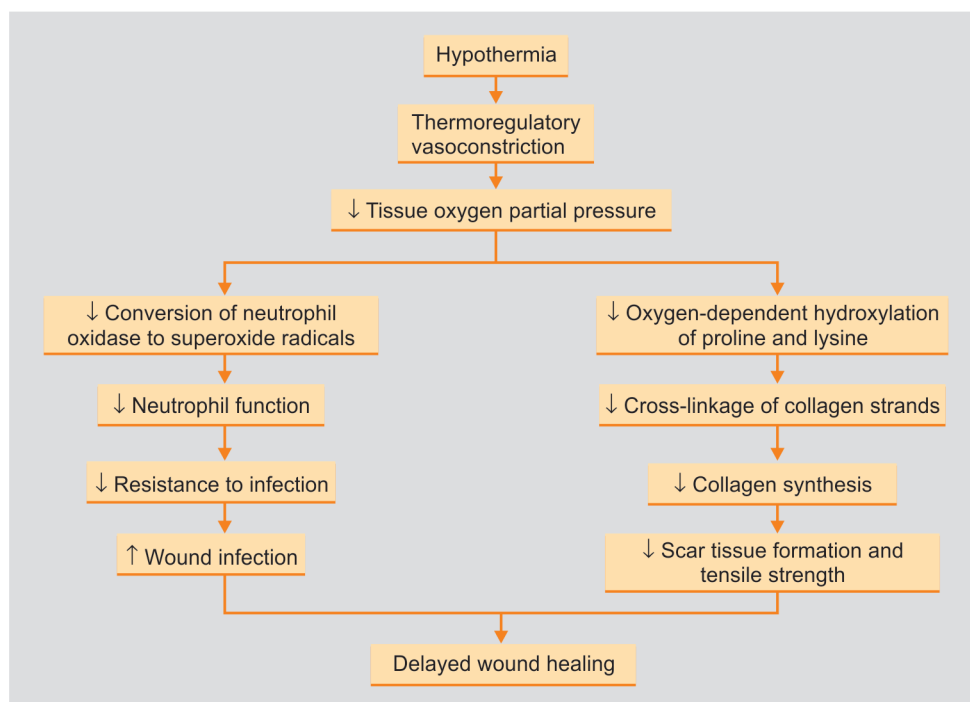 Hypothermia
Thermoregulatory
vasoconstriction
↓ Tissue oxygen partial pressure
↓ Conversion of neutrophil
oxidase to superoxide radicals
↓ Neutrophil function
↓ Resistance to infection
↑ Wound infection
↓ Oxygen-dependent hydroxylation
of proline and lysine
↓ Cross-linkage of collagen strands
↓ Collagen synthesis
↓ Scar tissue formation and
tensile strength
Delayed wound healing